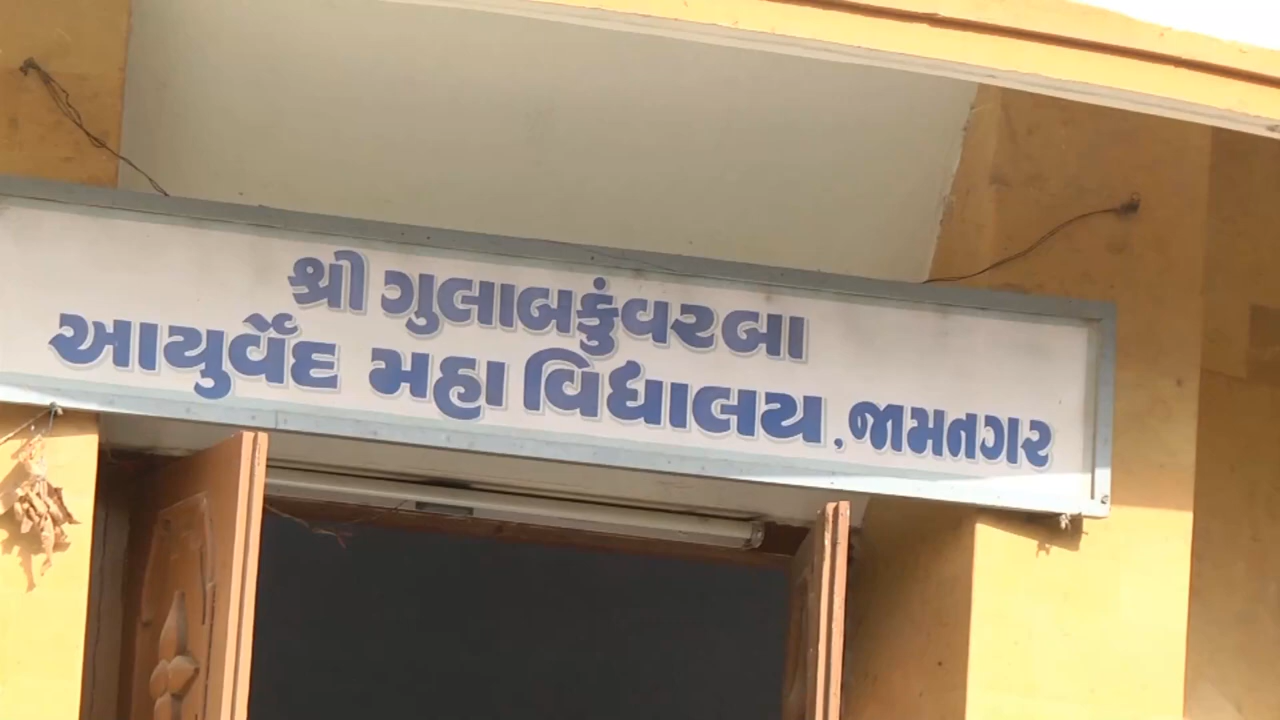 શ્રી ગુલાબકુંવરબા
આયુર્વેદ મહા વિદ્યાલય, જામનગર